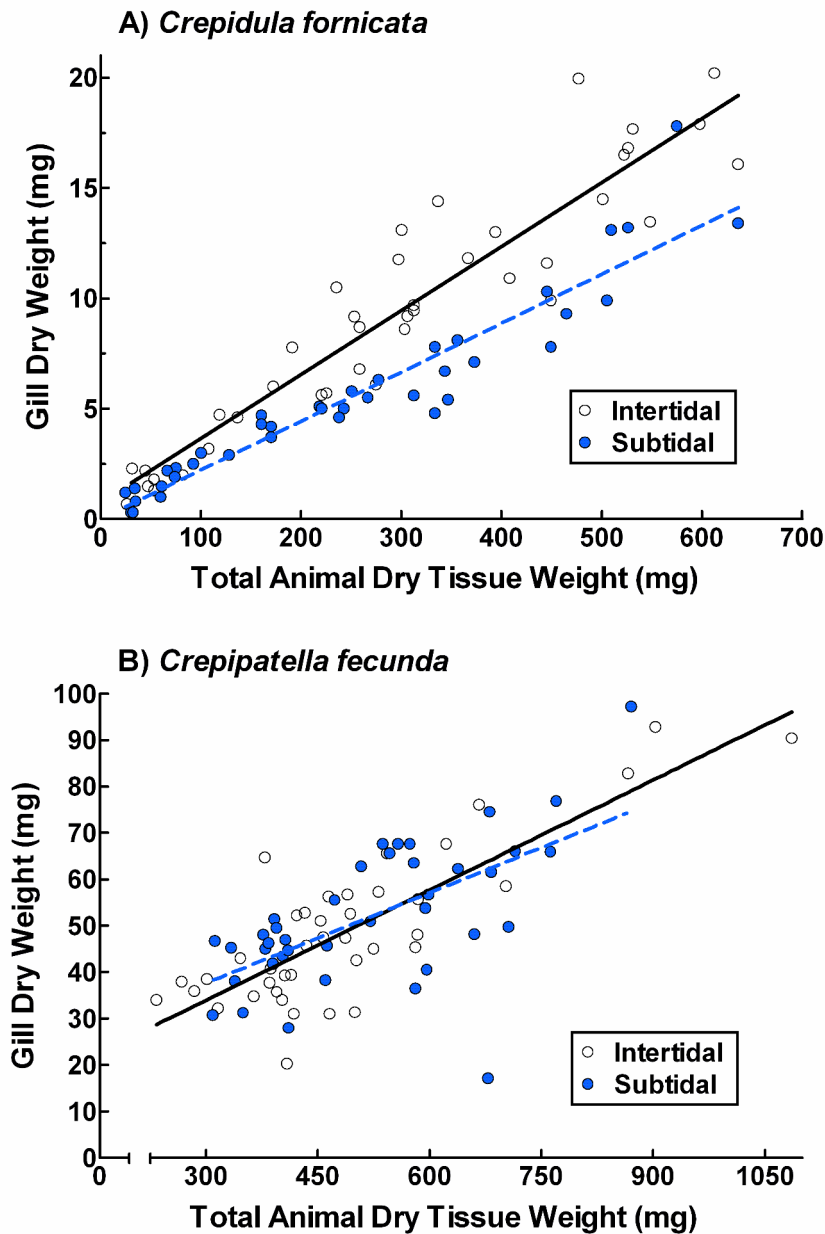 A) Crepidula fornicata
20
15
10
5
0
Gill Dry Weight (mg)
Intertidal
Subtidal
0 100 200 300 400 500 600 700
Total Animal Dry Tissue Weight (mg)
B) Crepipatella fecunda
100
90
80
70
60
50
40
30
20
10
0
Gill Dry Weight (mg)
Intertidal
Subtidal
0 300 450 600 750 900 1050
Total Animal Dry Tissue Weight (mg)